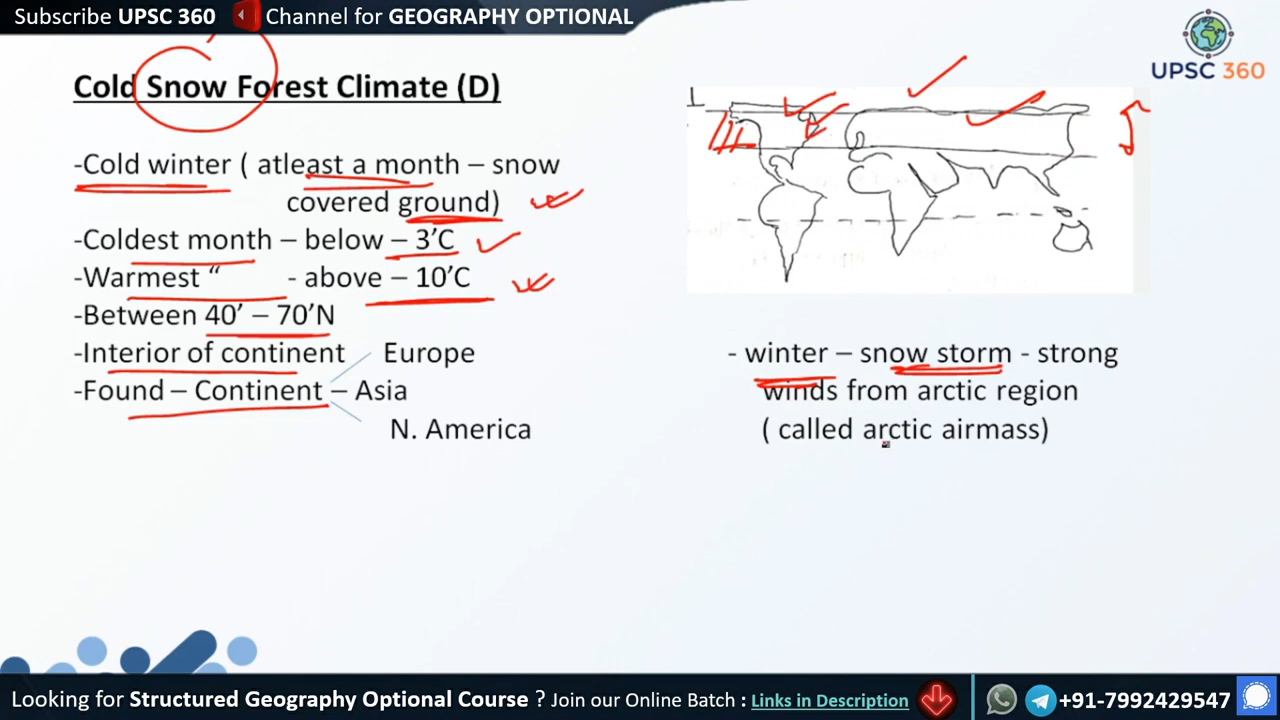 Subscribe UPSC 360 Channel for GEOGRAPHY OPTIONAL
UPSC 360
Cold Snow Forest Climate (D)
-Cold winter ( atleast a month – snow
covered ground)
-Coldest month – below – 3’C
-Warmest “ - above – 10’C
-Between 40’ – 70’N
-Interior of continent Europe
-Found – Continent – Asia
N. America
- winter – snow storm - strong
winds from arctic region
( called arctic airmass)
Looking for Structured Geography Optional Course ? Join our Online Batch : Links in Description +91-7992429547